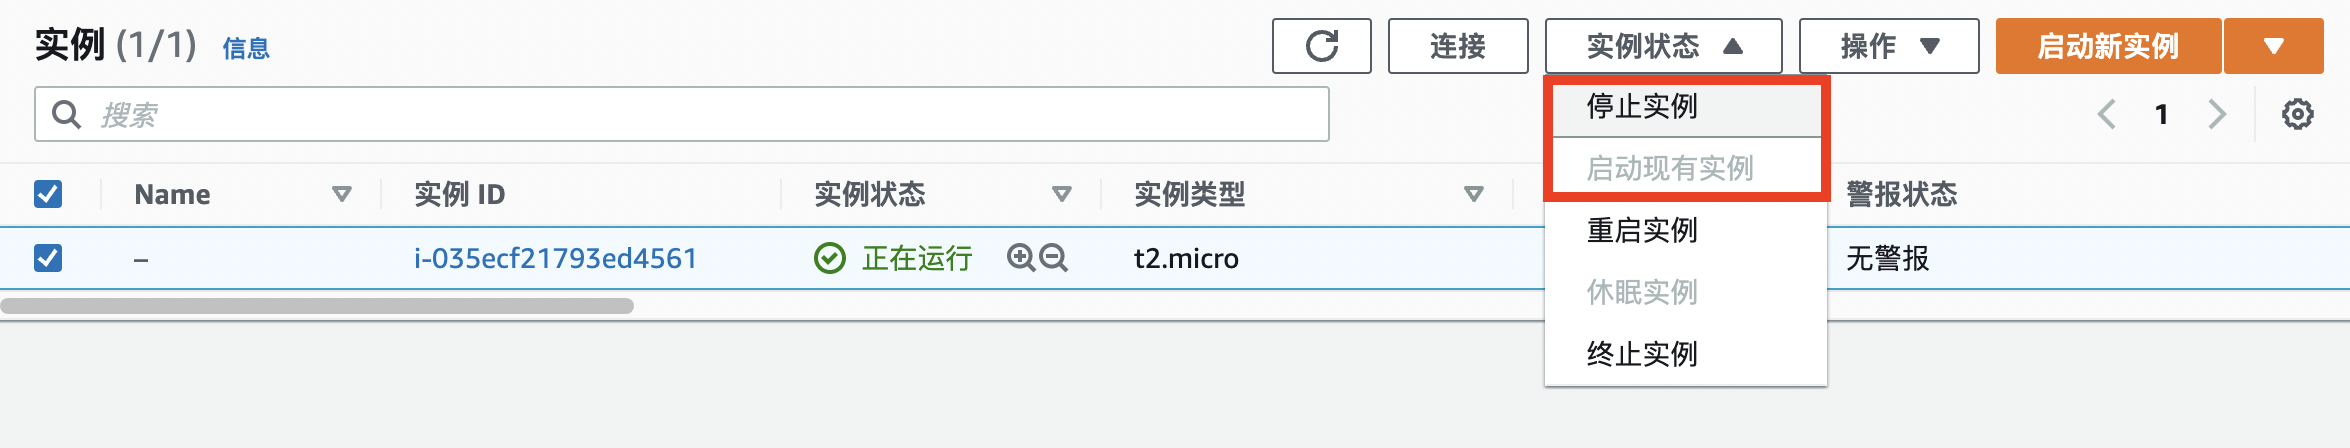 实例 (1/1) 信息 连接 实例状态 操作 启动新实例
搜索 停止实例 1
启动现有实例
Name 实例 ID 实例状态 实例类型 警报状态
重启实例
– i-035ecf21793ed4561 正在运行 t2.micro 无警报
休眠实例
终止实例